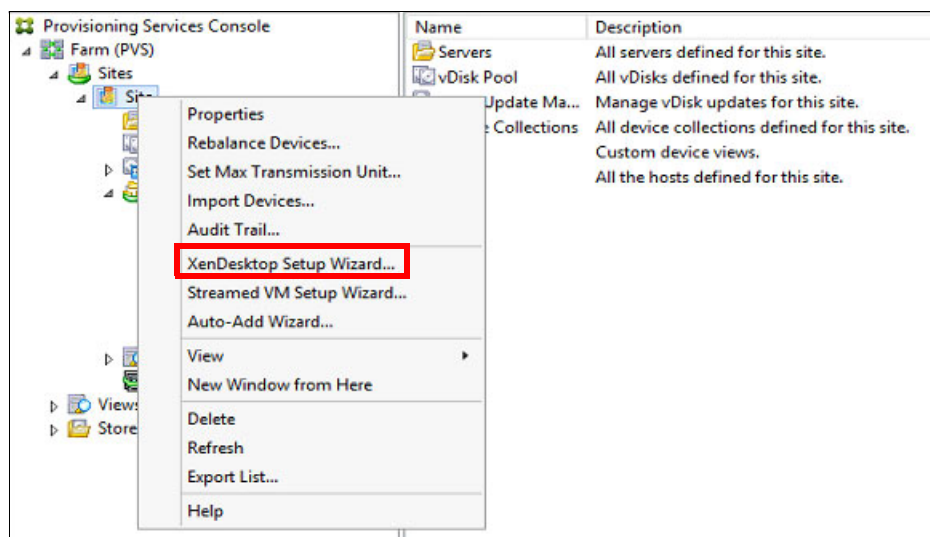 Provisioning Services Console
Farm (PVS)
Sites
Site
Views
Store
Name Description
Servers All servers defined for this site.
vDisk Pool All vDisks defined for this site.
Update Ma... Manage vDisk updates for this site.
Collections All device collections defined for this site.
Custom device views.
All the hosts defined for this site.
Properties
Rebalance Devices...
Set Max Transmission Unit...
Import Devices...
Audit Trail...
XenDesktop Setup Wizard...
Streamed VM Setup Wizard...
Auto-Add Wizard...
View
New Window from Here
Delete
Refresh
Export List...
Help